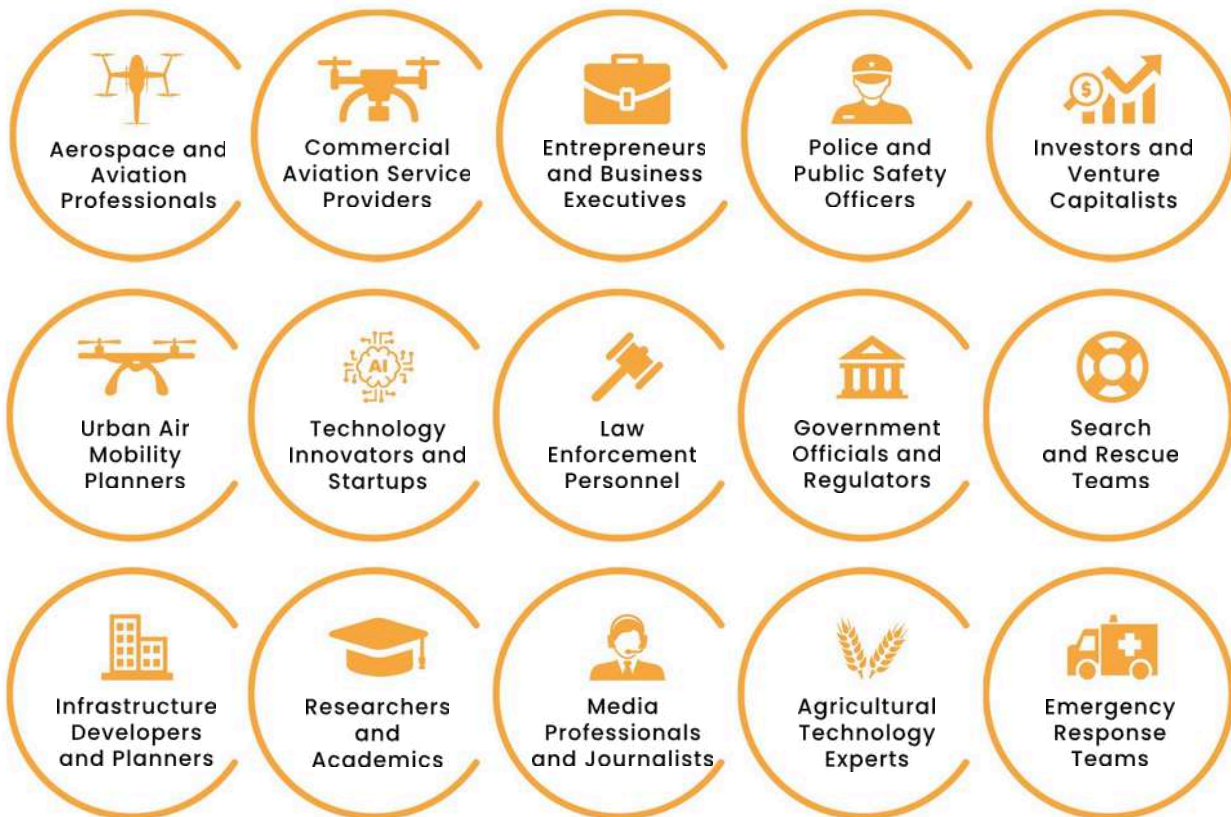 Aerospace and
Aviation
Professionals
Commercial
Aviation Service
Providers
Entrepreneurs
and Business
Executives
Police and
Public Safety
Officers
$
Investors and
Venture
Capitalists
Urban Air
Mobility
Planners
AI
Technology
Innovators and
Startups
Law
Enforcement
Personnel
Government
Officials and
Regulators
Search
and Rescue
Teams
Infrastructure
Developers
and Planners
Researchers
and
Academics
Media
Professionals
and Journalists
Agricultural
Technology
Experts
Emergency
Response
Teams